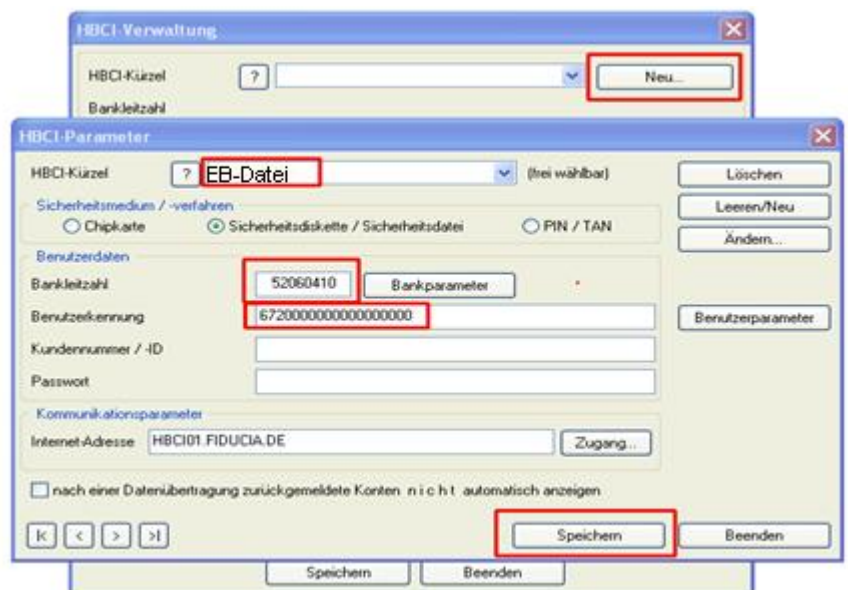 HBCI-Verwaltung
HBCI-Kürzel ? Neu...
Bankleitzahl
HBCI-Parameter
HBCI-Kürzel ? EB-Datei (frei wählbar) Löschen
Sicherheitsmedium / -verfahren Leeren/Neu
Chipkarte Sicherheitsdiskette / Sicherheitsdatei PIN / TAN Ändern...
Benutzerdaten
Bankleitzahl 52060410 Bankparameter
Benutzerkennung 6720000000000000000 Benutzerparameter
Kundennummer / -ID
Passwort
Kommunikationsparameter
Internet-Adresse HBCI01.FIDUCIA.DE Zugang...
nach einer Datenübertragung zurückgemeldete Konten n i c h t automatisch anzeigen
|< < > >| Speichern Beenden
Speichern Beenden